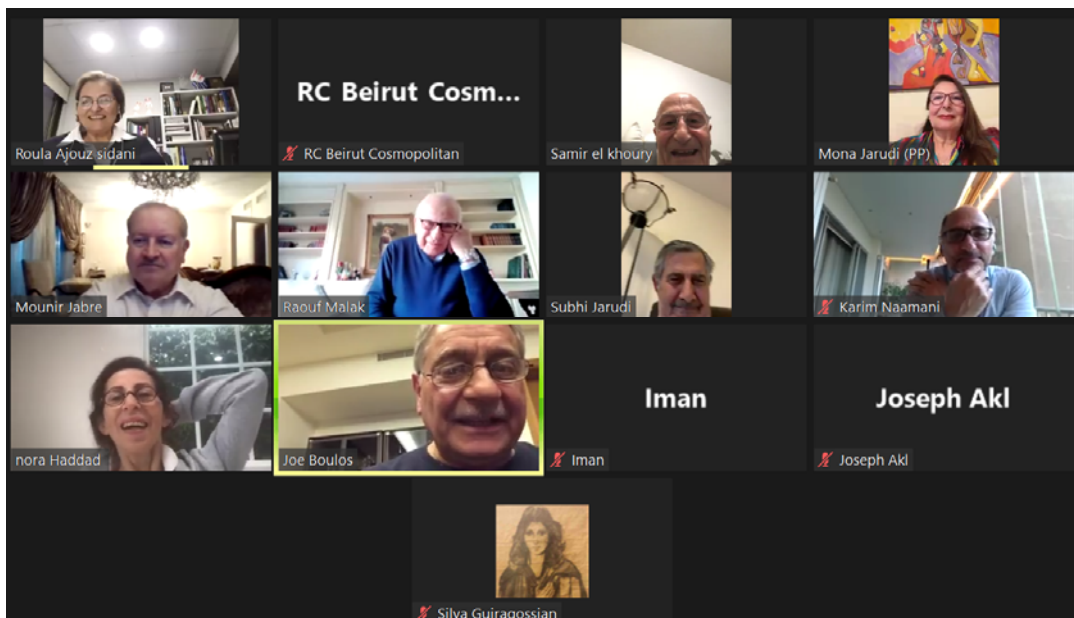 Roula Ajouz sidani
RC Beirut Cosm...
RC Beirut Cosmopolitan
Samir el khoury
Mona Jarudi (PP)
Mounir Jabre
Raouf Malak
Subhi Jarudi
Karim Naamani
nora Haddad
Joe Boulos
Iman
Iman
Joseph Akl
Joseph Akl
Silva Guiragossian